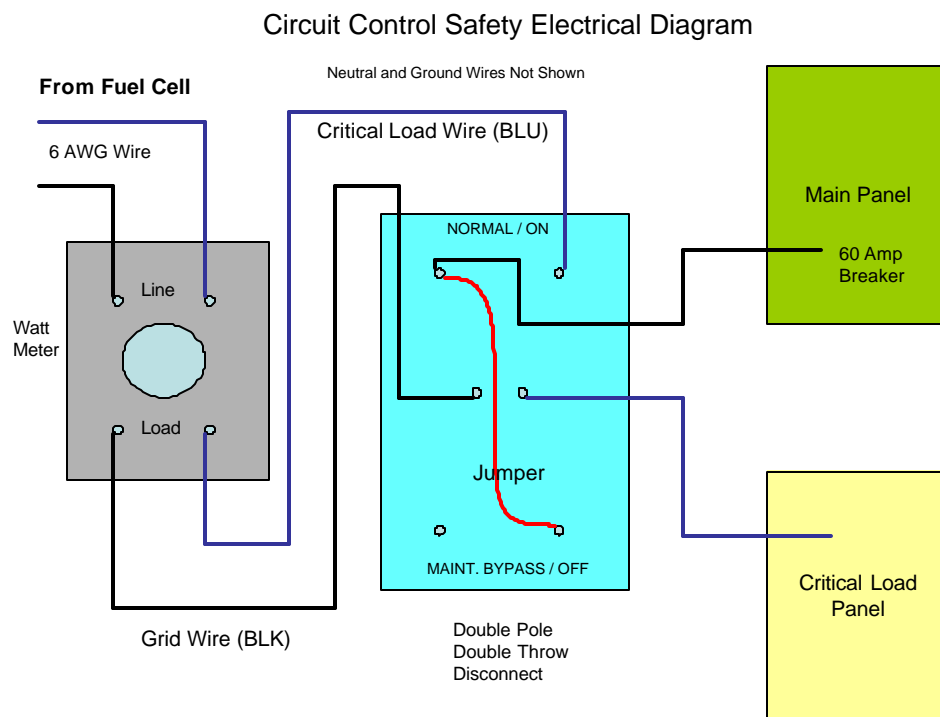 Circuit Control Safety Electrical Diagram
Neutral and Ground Wires Not Shown
From Fuel Cell
Critical Load Wire (BLU)
6 AWG Wire
Main Panel
NORMAL / ON
60 Amp
Breaker
Line
Watt
Meter
Load
Jumper
MAINT. BYPASS / OFF
Critical Load
Panel
Grid Wire (BLK)
Double Pole
Double Throw
Disconnect